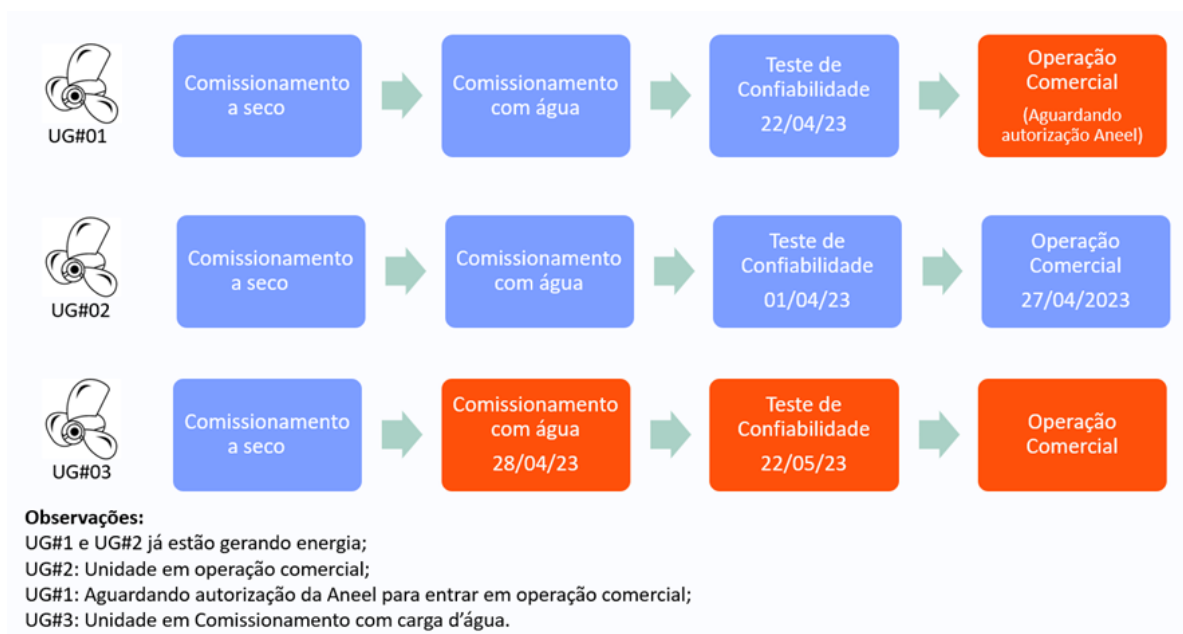 UG#01
Comissionamento
a seco
Comissionamento
com água
Teste de
Confiabilidade
22/04/23
Operação
Comercial
(Aguardando
autorização Aneel)
UG#02
Comissionamento
a seco
Comissionamento
com água
Teste de
Confiabilidade
01/04/23
Operação
Comercial
27/04/2023
UG#03
Comissionamento
a seco
Comissionamento
com água
28/04/23
Teste de
Confiabilidade
22/05/23
Operação
Comercial
Observações:
UG#1 e UG#2 já estão gerando energia;
UG#2: Unidade em operação comercial;
UG#1: Aguardando autorização da Aneel para entrar em operação comercial;
UG#3: Unidade em Comissionamento com carga d’água.